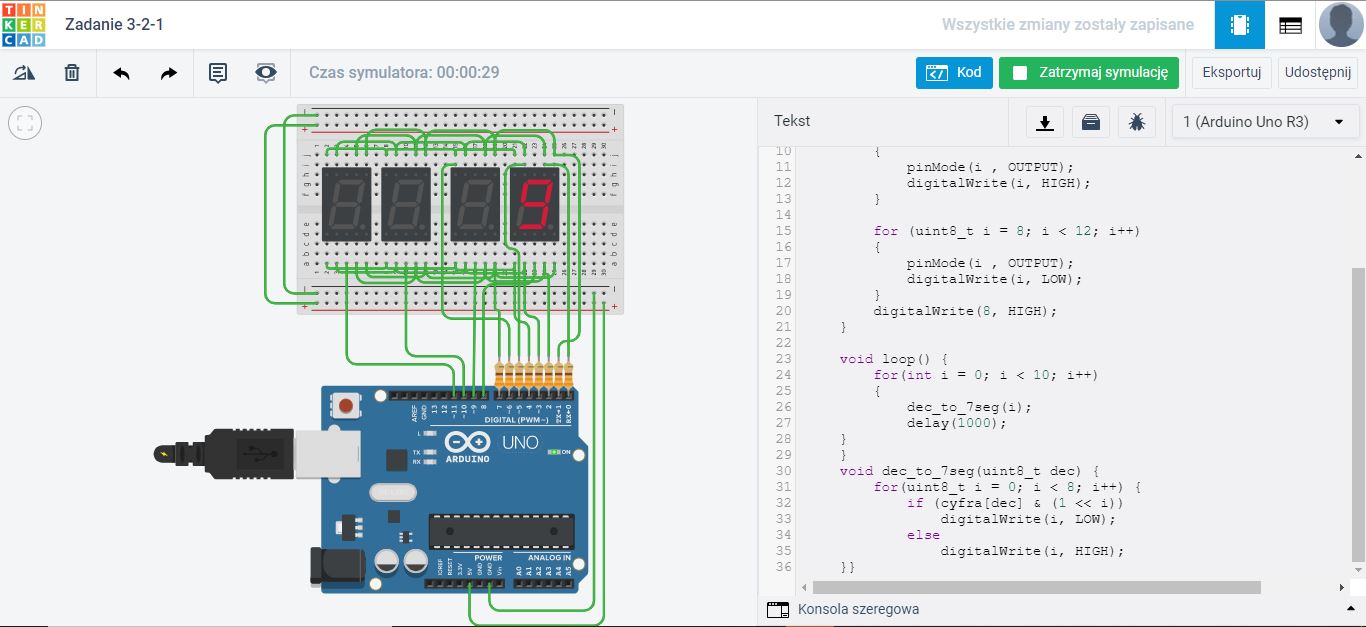 TIN
KER
CAD
Zadanie 3-2-1
Wszystkie zmiany zostały zapisane
Czas symulatora: 00:00:29
Kod
Zatrzymaj symulację
Eksportuj
Udostępnij
Tekst
1 (Arduino Uno R3)
10 {
11 pinMode(i , OUTPUT);
12 digitalWrite(i, HIGH);
13 }
14
15 for (uint8_t i = 8; i < 12; i++)
16 {
17 pinMode(i , OUTPUT);
18 digitalWrite(i, LOW);
19 }
20 digitalWrite(8, HIGH);
21 }
22
23 void loop() {
24 for(int i = 0; i < 10; i++)
25 {
26 dec_to_7seg(i);
27 delay(1000);
28 }
29 }
30 void dec_to_7seg(uint8_t dec) {
31 for(uint8_t i = 0; i < 8; i++) {
32 if (cyfra[dec] & (1 << i))
33 digitalWrite(i, LOW);
34 else
35 digitalWrite(i, HIGH);
36 }}
Konsola szeregowa
9
AREF
GND
13
12
~11
~10
~9
8
7
~6
~5
4
~3
2
TX→1
RX←0
DIGITAL (PWM~)
L
TX
RX
UNO
ARDUINO
ON
POWER
ANALOG IN
IOREF
RESET
3.3V
5V
GND
GND
Vin
A0
A1
A2
A3
A4
A5